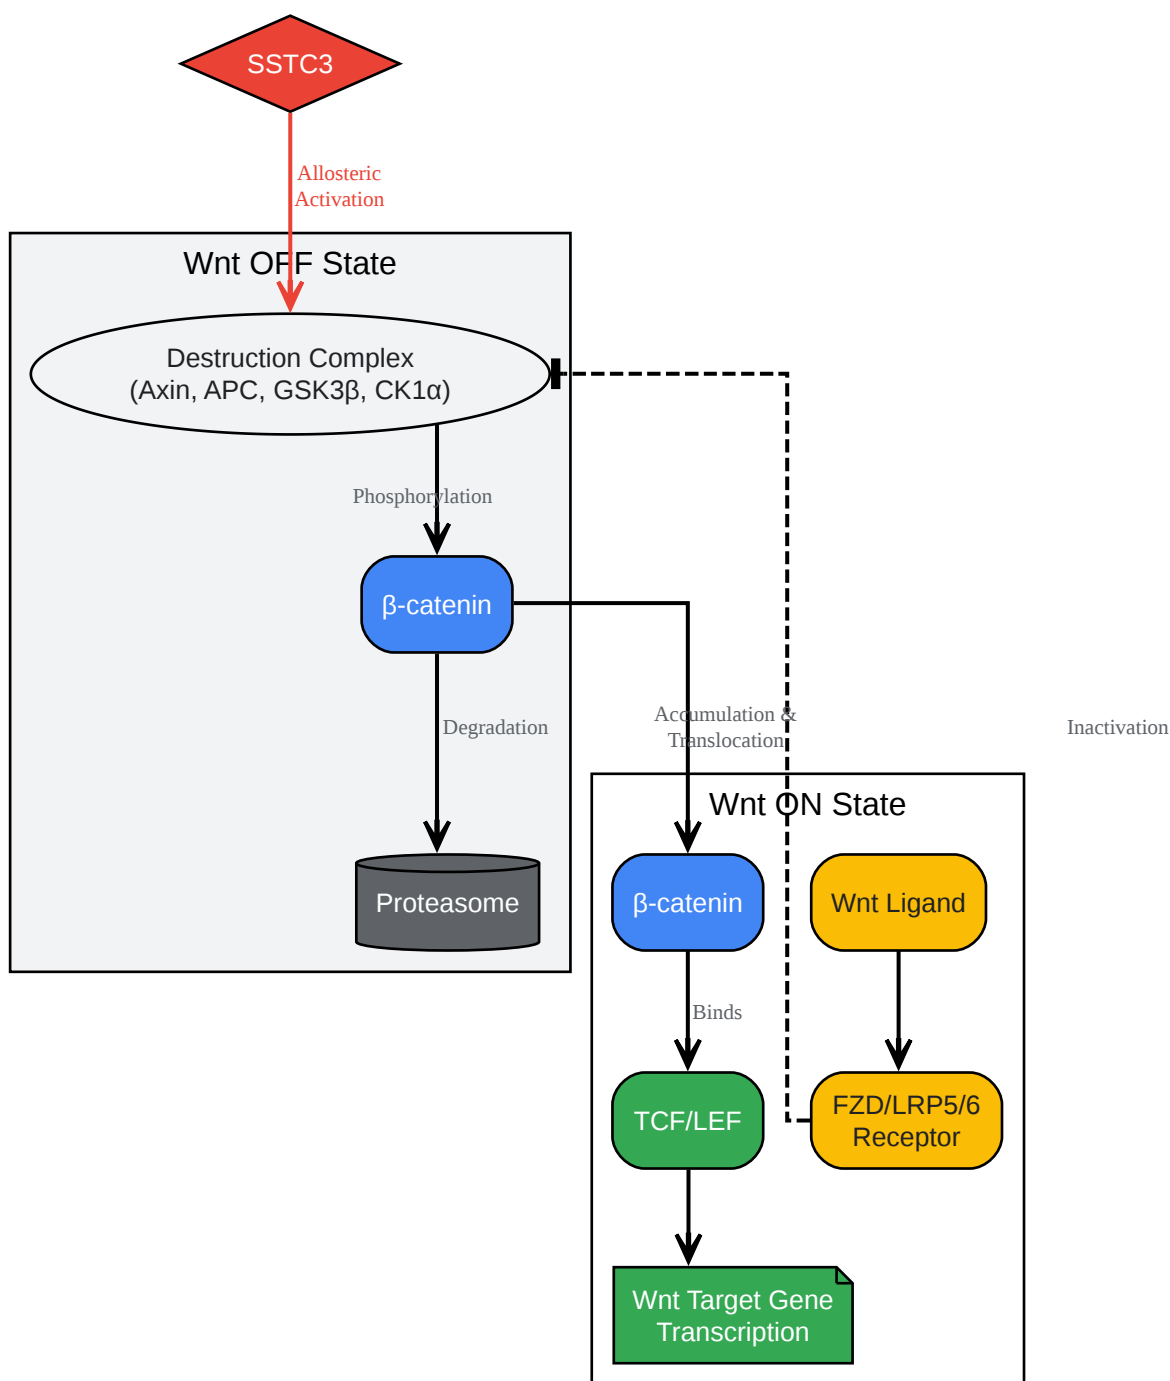 SSTC3
Allosteric
Activation
Wnt OFF State
Destruction Complex
(Axin, APC, GSK3β, CK1α)
Phosphorylation
β-catenin
Degradation
Accumulation &
Translocation
Inactivation
Wnt ON State
Proteasome
β-catenin
Wnt Ligand
Binds
TCF/LEF
FZD/LRP5/6
Receptor
Wnt Target Gene
Transcription